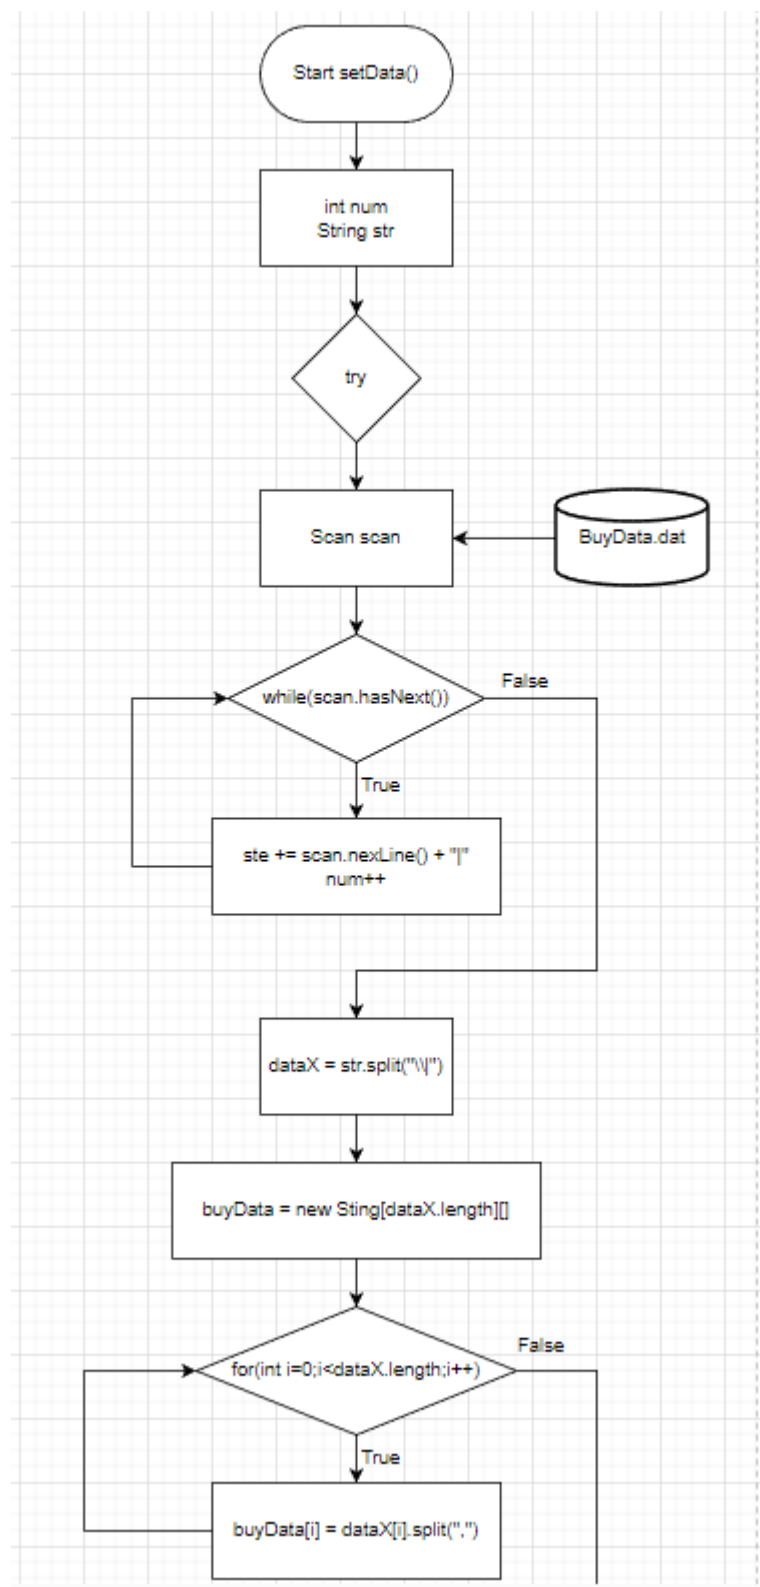 Start setData()
int num
String str
try
Scan scan
BuyData.dat
while(scan.hasNext())
False
True
ste += scan.nexLine() + "|"
num++
dataX = str.split("\\|")
buyData = new Sting[dataX.length][]
for(int i=0;i<dataX.length;i++)
False
True
buyData[i] = dataX[i].split(",")